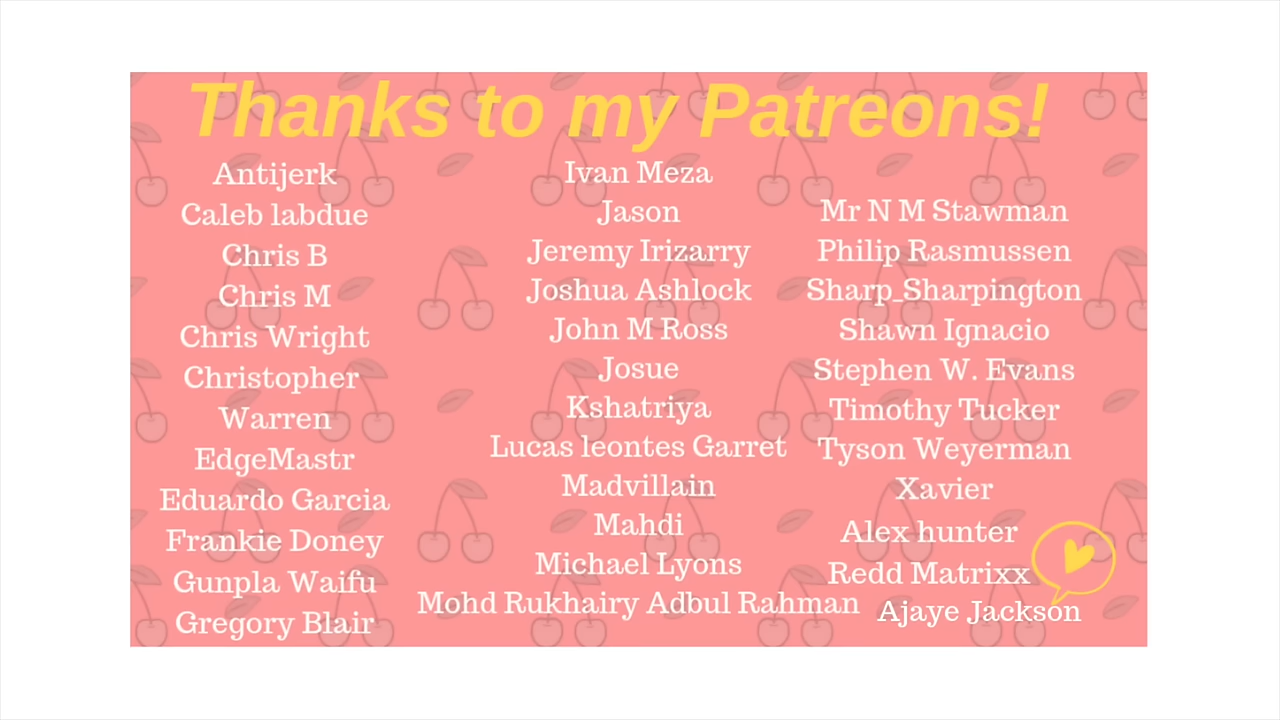 Thanks to my Patreons!
Antijerk
Caleb labdue
Chris B
Chris M
Chris Wright
Christopher
Warren
EdgeMastr
Eduardo Garcia
Frankie Doney
Gunpla Waifu
Gregory Blair
Ivan Meza
Jason
Jeremy Irizarry
Joshua Ashlock
John M Ross
Josue
Kshatriya
Lucas leontes Garret
Madvillain
Mahdi
Michael Lyons
Mohd Rukhairy Adbul Rahman
Mr N M Stawman
Philip Rasmussen
Sharp_Sharpington
Shawn Ignacio
Stephen W. Evans
Timothy Tucker
Tyson Weyerman
Xavier
Alex hunter
Redd Matrixx
Ajaye Jackson